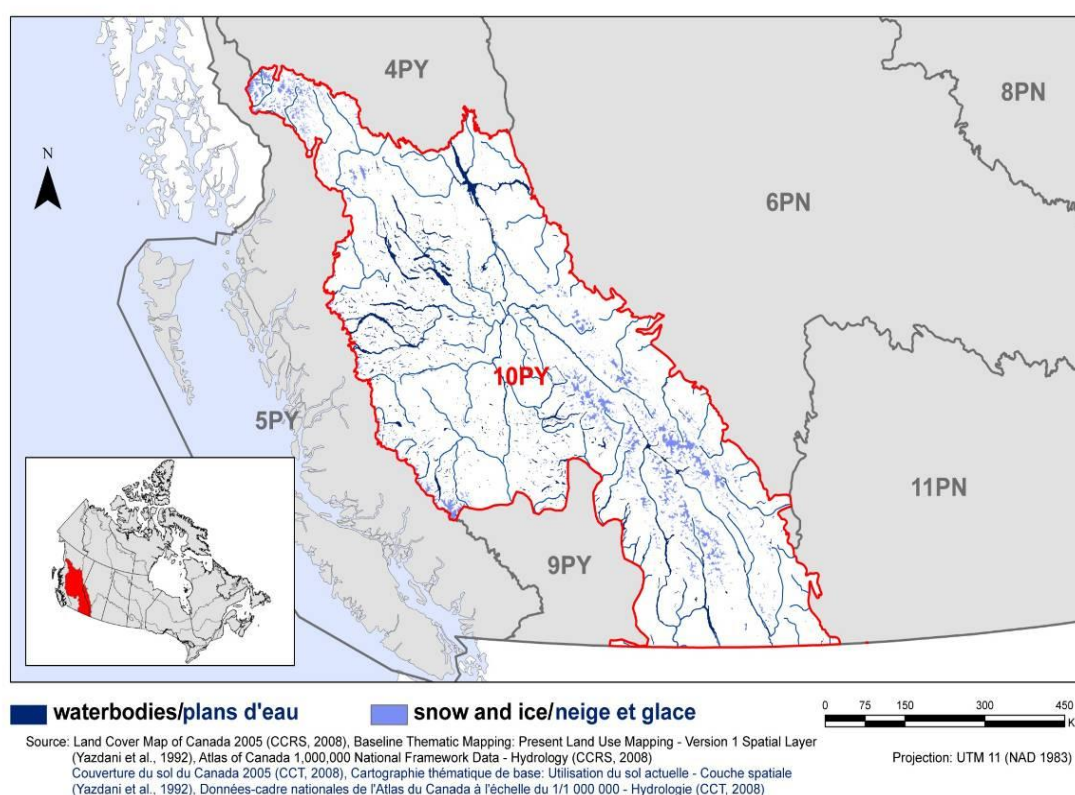 4PY
8PN
N
6PN
10PY
5PY
11PN
9PY
waterbodies/plans d'eau
snow and ice/neige et glace
0 75 150 300 450
K
Source: Land Cover Map of Canada 2005 (CCRS, 2008), Baseline Thematic Mapping: Present Land Use Mapping - Version 1 Spatial Layer
(Yazdani et al., 1992), Atlas of Canada 1,000,000 National Framework Data - Hydrology (CCRS, 2008)
Projection: UTM 11 (NAD 1983)
Couverture du sol du Canada 2005 (CCT, 2008), Cartographie thématique de base: Utilisation du sol actuelle - Couche spatiale
(Yazdani et al., 1992), Données-cadre nationales de l'Atlas du Canada à l'échelle du 1/1 000 000 - Hydrologie (CCT, 2008)